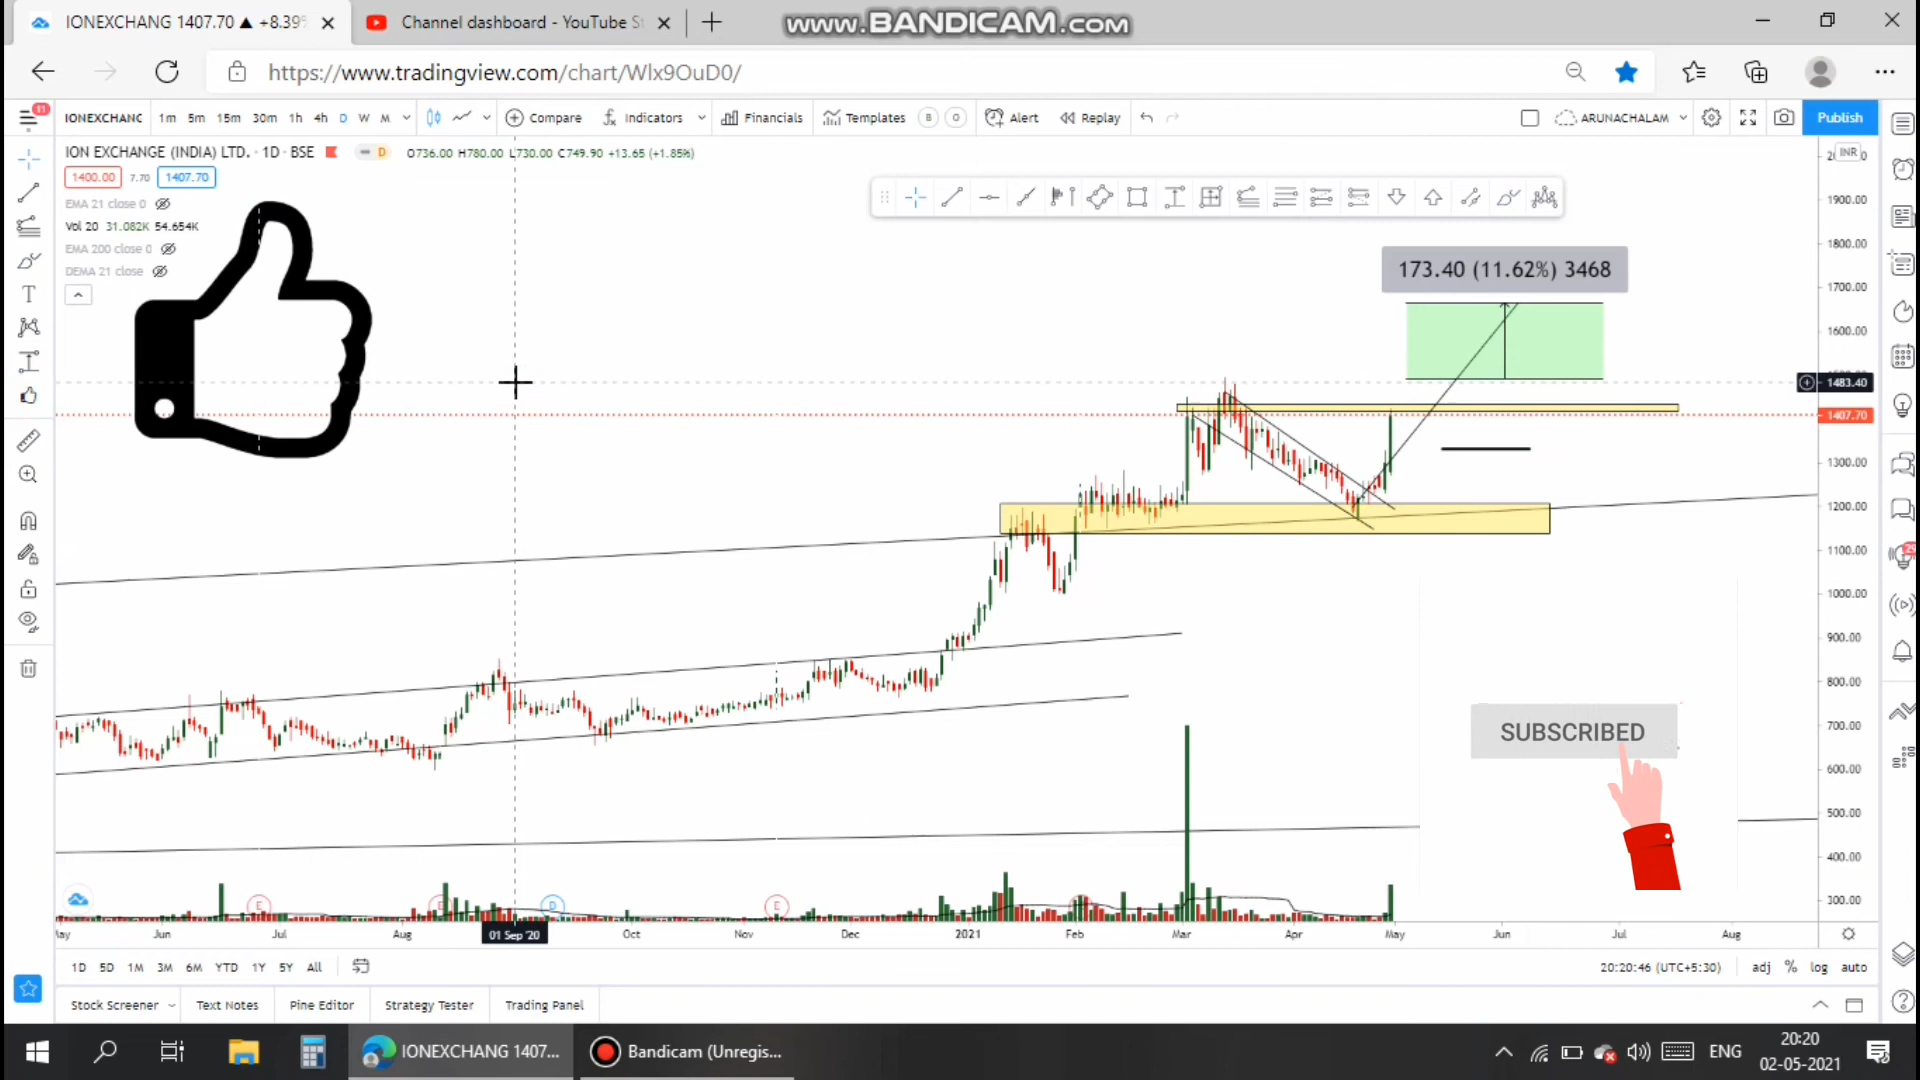 IONEXCHANG 1407.70 ▲ +8.39%
Channel dashboard - YouTube St
www.BANDICAM.com
https://www.tradingview.com/chart/Wlx9OuD0/
11
IONEXCHANG 1m 5m 15m 30m 1h 4h D W M Compare Indicators Financials Templates B O Alert Replay ARUNACHALAM Publish
ION EXCHANGE (INDIA) LTD. · 1D · BSE D O736.00 H780.00 L730.00 C749.90 +13.65 (+1.85%)
INR
1400.00 7.70 1407.70
EMA 21 close 0
Vol 20 31.082K 54.654K
EMA 200 close 0
DEMA 21 close
173.40 (11.62%) 3468
1900.00
1800.00
1700.00
1600.00
1483.40
1407.70
1300.00
1200.00
1100.00
1000.00
900.00
800.00
700.00
600.00
500.00
400.00
300.00
SUBSCRIBED
E D E
Jun Jul Aug 01 Sep '20 Oct Nov Dec 2021 Feb Mar Apr May Jun Jul Aug
1D 5D 1M 3M 6M YTD 1Y 5Y All 20:20:46 (UTC+5:30) adj % log auto
Stock Screener Text Notes Pine Editor Strategy Tester Trading Panel
IONEXCHANG 1407... Bandicam (Unregis... ENG 20:20
02-05-2021